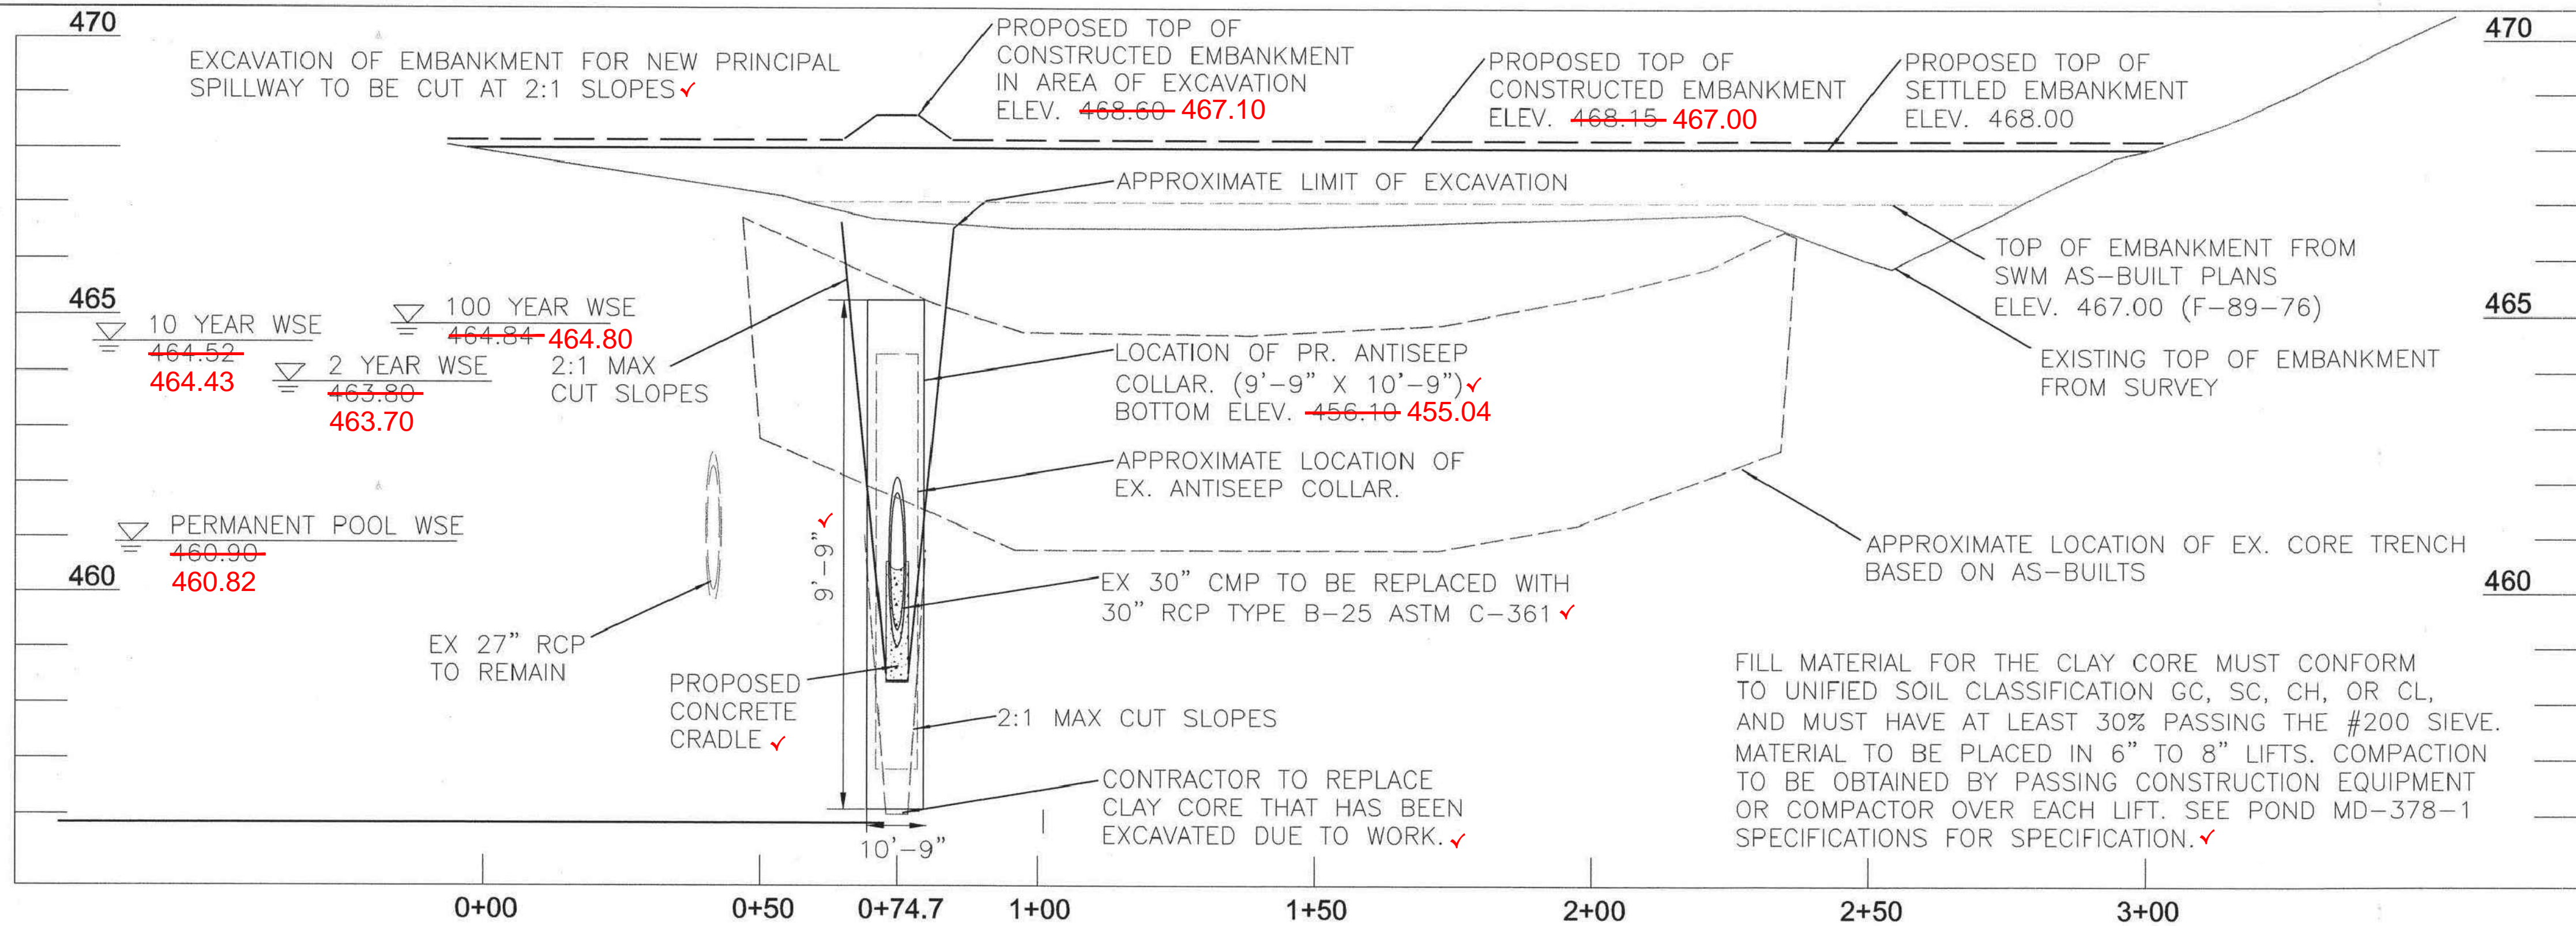 470
EXCAVATION OF EMBANKMENT FOR NEW PRINCIPAL
SPILLWAY TO BE CUT AT 2:1 SLOPES ✓
PROPOSED TOP OF
CONSTRUCTED EMBANKMENT
IN AREA OF EXCAVATION
ELEV. 468.60 467.10
PROPOSED TOP OF
CONSTRUCTED EMBANKMENT
ELEV. 468.15 467.00
PROPOSED TOP OF
SETTLED EMBANKMENT
ELEV. 468.00
470
APPROXIMATE LIMIT OF EXCAVATION
TOP OF EMBANKMENT FROM
SWM AS-BUILT PLANS
ELEV. 467.00 (F-89-76)
EXISTING TOP OF EMBANKMENT
FROM SURVEY
465
10 YEAR WSE
464.52
464.43
100 YEAR WSE
464.84 464.80
2 YEAR WSE
463.80
463.70
2:1 MAX
CUT SLOPES
LOCATION OF PR. ANTISEEP
COLLAR. (9'-9" X 10'-9") ✓
BOTTOM ELEV. 456.10 455.04
465
APPROXIMATE LOCATION OF
EX. ANTISEEP COLLAR.
PERMANENT POOL WSE
460.90
460.82
460
9'-9" ✓
EX 30" CMP TO BE REPLACED WITH
30" RCP TYPE B-25 ASTM C-361 ✓
APPROXIMATE LOCATION OF EX. CORE TRENCH
BASED ON AS-BUILTS
460
EX 27" RCP
TO REMAIN
PROPOSED
CONCRETE
CRADLE ✓
2:1 MAX CUT SLOPES
CONTRACTOR TO REPLACE
CLAY CORE THAT HAS BEEN
EXCAVATED DUE TO WORK. ✓
10'-9"
FILL MATERIAL FOR THE CLAY CORE MUST CONFORM
TO UNIFIED SOIL CLASSIFICATION GC, SC, CH, OR CL,
AND MUST HAVE AT LEAST 30% PASSING THE #200 SIEVE.
MATERIAL TO BE PLACED IN 6" TO 8" LIFTS. COMPACTION
TO BE OBTAINED BY PASSING CONSTRUCTION EQUIPMENT
OR COMPACTOR OVER EACH LIFT. SEE POND MD-378-1
SPECIFICATIONS FOR SPECIFICATION. ✓
0+00 0+50 0+74.7 1+00 1+50 2+00 2+50 3+00